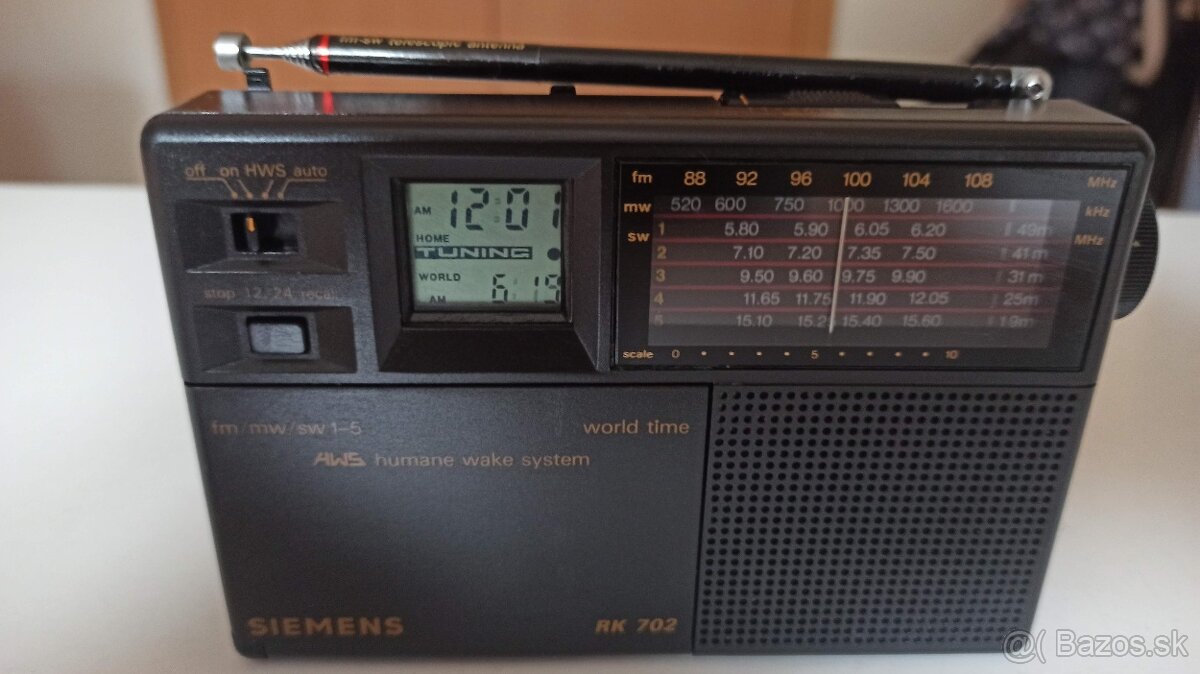 fm-sw telescopic antenna
off on HWS auto
stop 12/24 recall
AM 12:01
HOME
TUNING
WORLD
AM 6:19
fm 88 92 96 100 104 108 MHz
mw 520 600 750 1000 1300 1600 kHz
sw 1 5.80 5.90 6.05 6.20 49m MHz
2 7.10 7.20 7.35 7.50 41m
3 9.50 9.60 9.75 9.90 31m
4 11.65 11.75 11.90 12.05 25m
5 15.10 15.40 15.60 19m
scale 0 5 10
fm/mw/sw 1-5
world time
HWS humane wake system
SIEMENS
RK 702
@( Bazos.sk